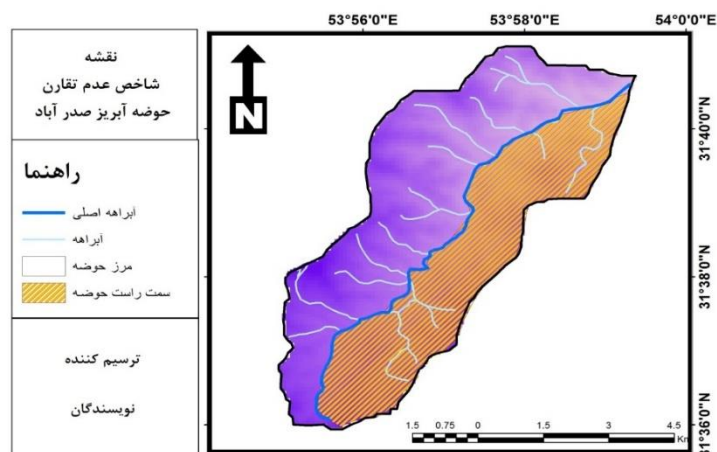 نقشه
شاخص عدم تقارن
حوضه آبریز صدر آباد
راهنما
آبراهه اصلی
آبراهه
مرز حوضه
سمت راست حوضه
ترسیم کننده
نویسندگان
53°56'0"E 53°58'0"E 54°0'0"E
N
31°40'0"N
31°38'0"N
31°36'0"N
1.5 0.75 0 1.5 3 4.5
Km